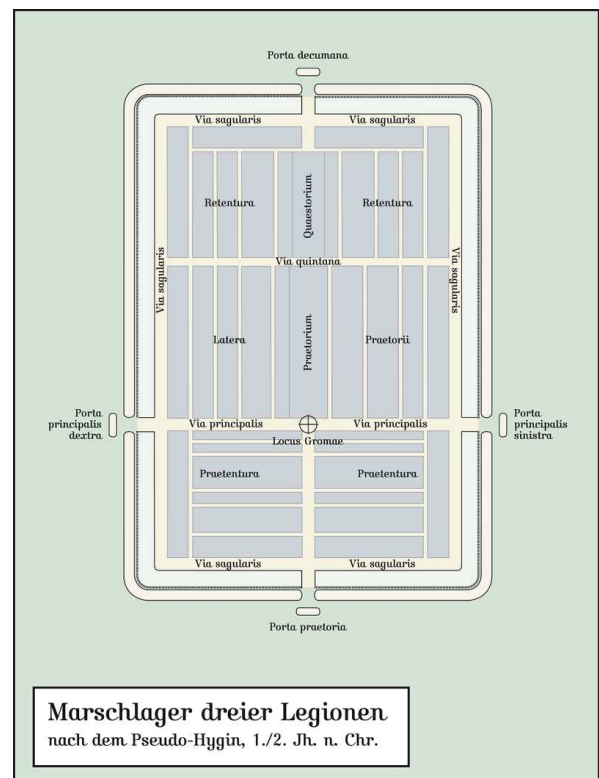 Porta decumana
Via sagularis
Via sagularis
Retentura
Quaestorium
Retentura
Via quintana
Via sagularis
Via sagularis
Latera
Praetorium
Praetorii
Porta
principalis
dextra
Via principalis
Via principalis
Porta
principalis
sinistra
Locus Gromae
Praetentura
Praetentura
Via sagularis
Via sagularis
Porta praetoria
Marschlager dreier Legionen
nach dem Pseudo-Hygin, 1./2. Jh. n. Chr.